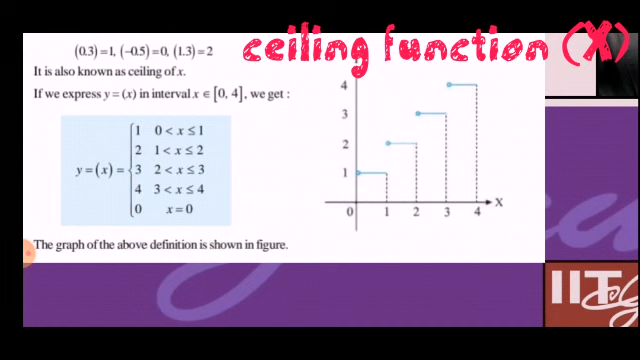 ceiling function (X)
(0.3) = 1, (−0.5) = 0, (1.3) = 2
It is also known as ceiling of x.
If we express y = (x) in interval x ∈ [0, 4], we get :
y = (x) = { 1 0 < x ≤ 1
2 1 < x ≤ 2
3 2 < x ≤ 3
4 3 < x ≤ 4
0 x = 0
4
3
2
1
0 1 2 3 4 X
The graph of the above definition is shown in figure.
IIT